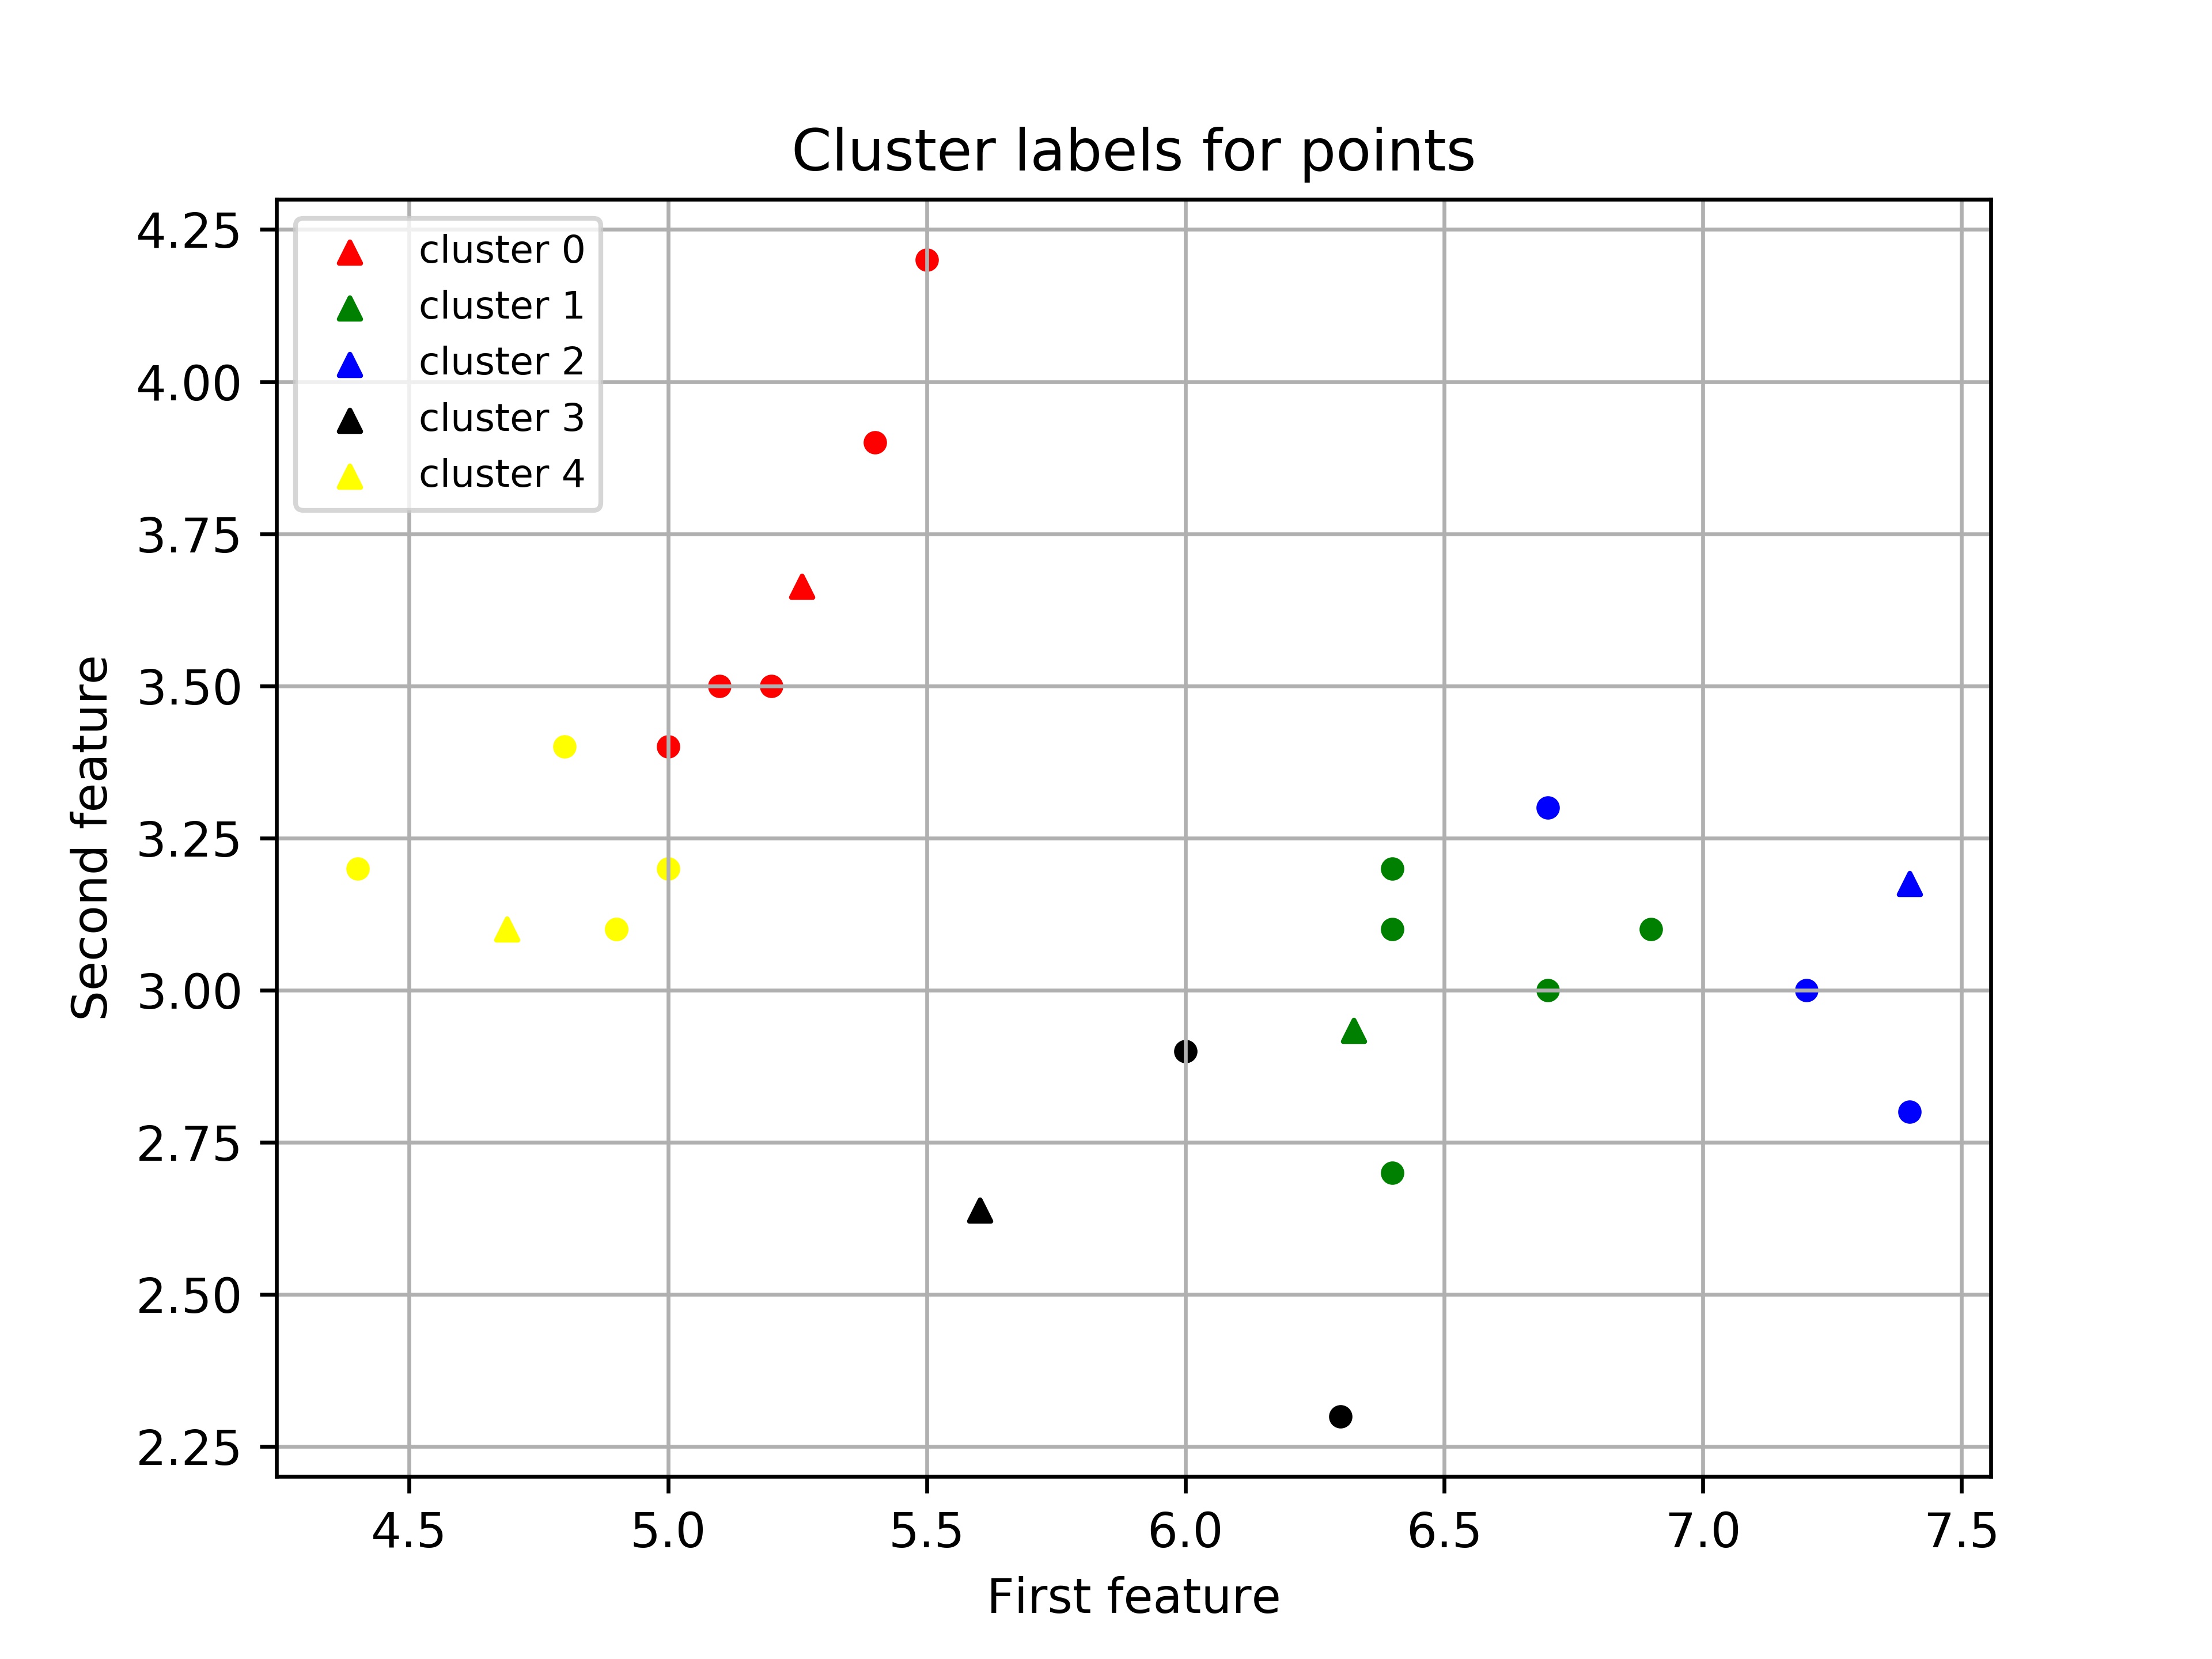 Cluster labels for points
cluster 0
cluster 1
cluster 2
cluster 3
cluster 4
4.25
4.00
3.75
3.50
3.25
3.00
2.75
2.50
2.25
Second feature
4.5 5.0 5.5 6.0 6.5 7.0 7.5
First feature